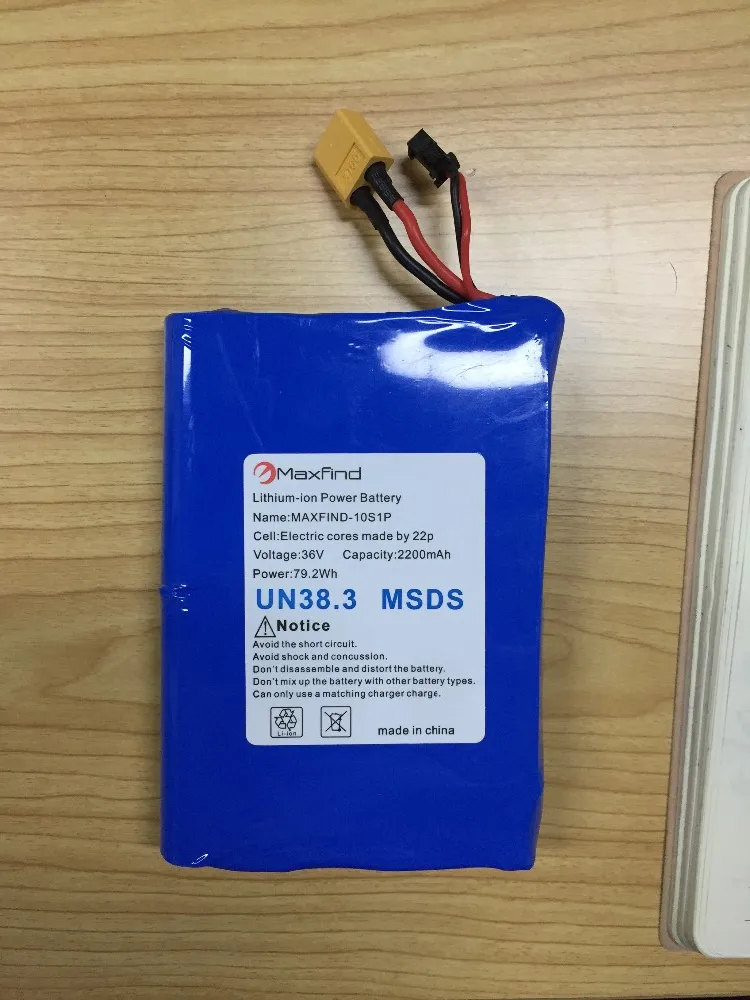 Maxfind
Lithium-ion Power Battery
Name:MAXFIND-10S1P
Cell:Electric cores made by 22p
Voltage:36V Capacity:2200mAh
Power:79.2Wh
UN38.3 MSDS
Notice
Avoid the short circuit.
Avoid shock and concussion.
Don't disassemble and distort the battery.
Don't mix up the battery with other battery types.
Can only use a matching charger charge.
Li-ion
made in china